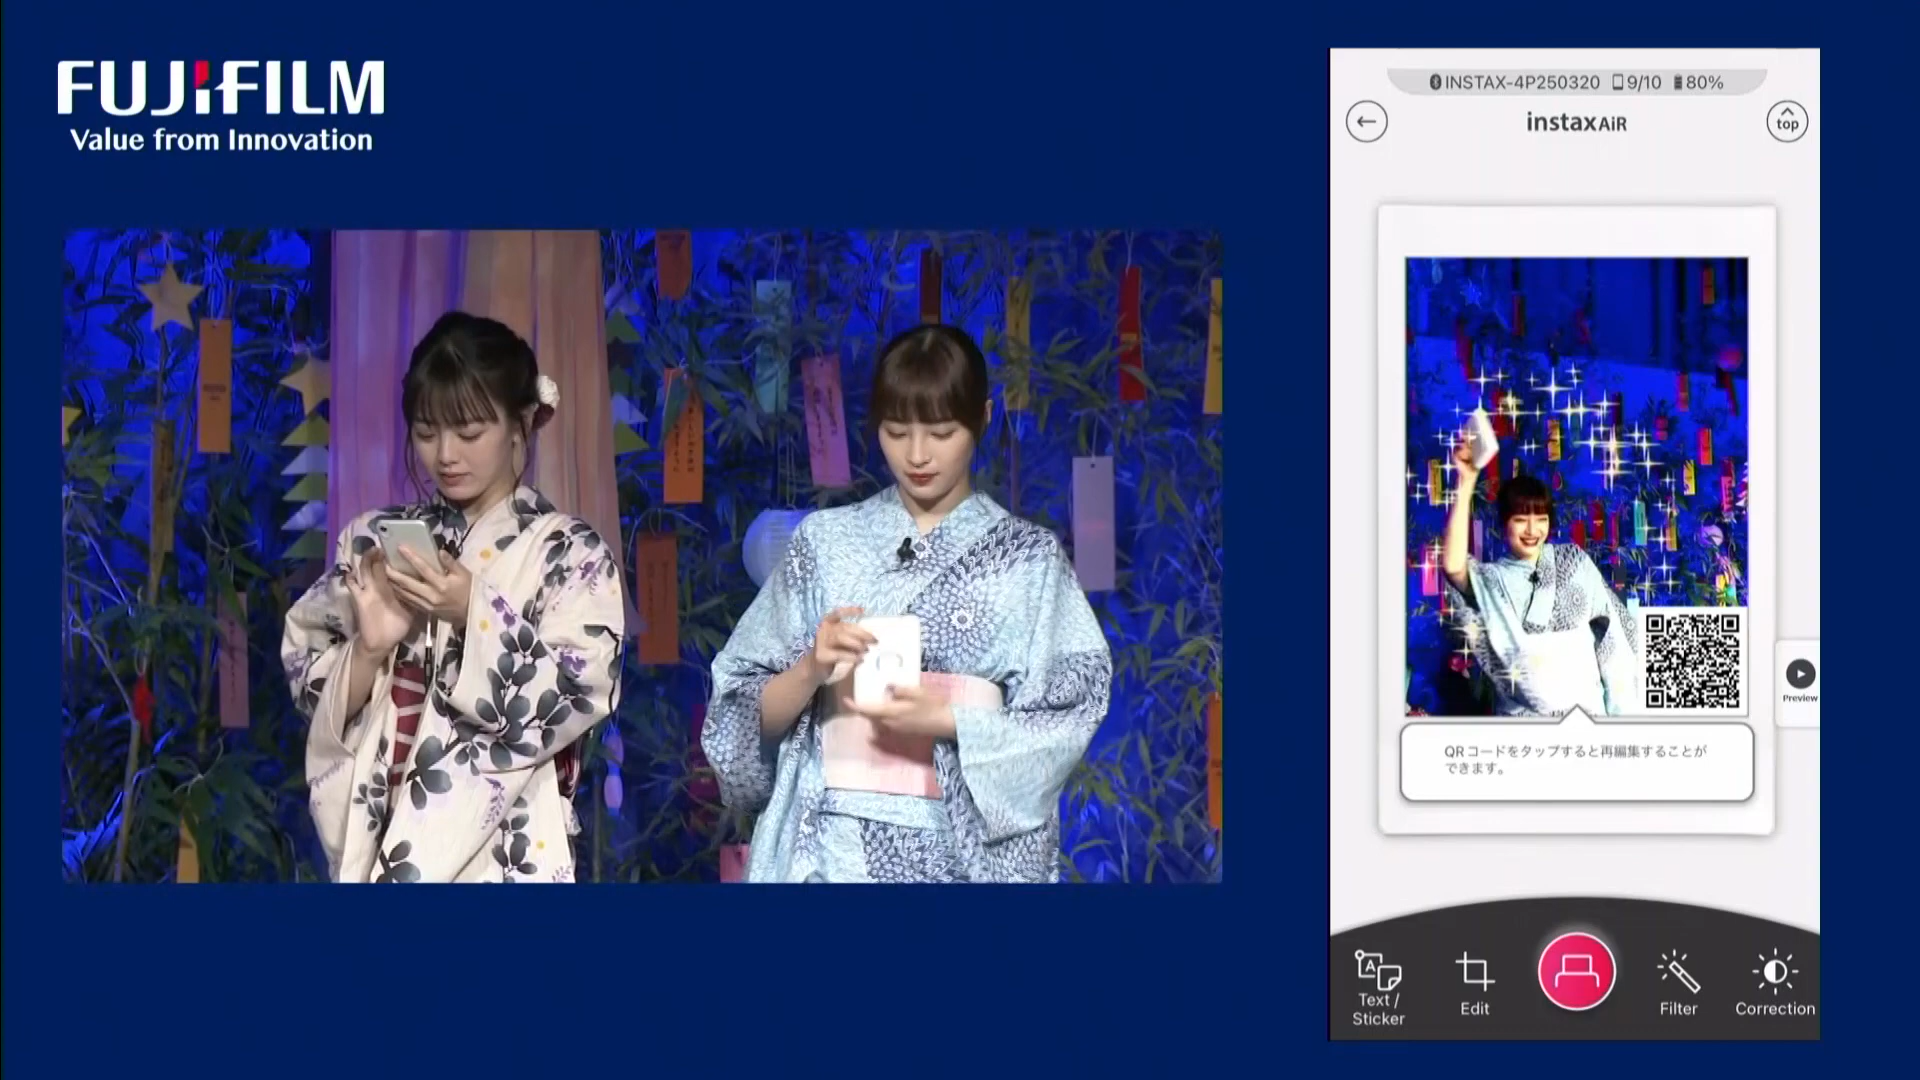 FUJIFILM
Value from Innovation
INSTAX-4P250320 9/10 80%
instaxAiR
top
Preview
QRコードをタップすると再編集することが
できます。
Text /
Sticker
Edit
Filter
Correction